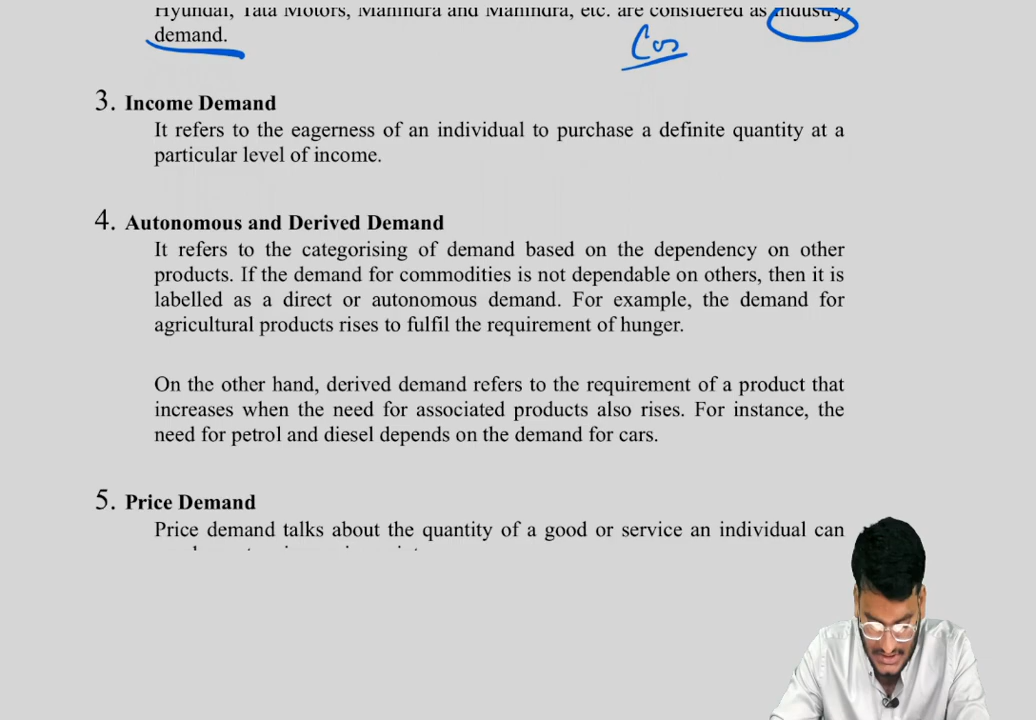 Hyundai, Tata Motors, Mahindra and Mahindra, etc. are considered as industry
demand.
3. Income Demand
It refers to the eagerness of an individual to purchase a definite quantity at a
particular level of income.
4. Autonomous and Derived Demand
It refers to the categorising of demand based on the dependency on other
products. If the demand for commodities is not dependable on others, then it is
labelled as a direct or autonomous demand. For example, the demand for
agricultural products rises to fulfil the requirement of hunger.
On the other hand, derived demand refers to the requirement of a product that
increases when the need for associated products also rises. For instance, the
need for petrol and diesel depends on the demand for cars.
5. Price Demand
Price demand talks about the quantity of a good or service an individual can